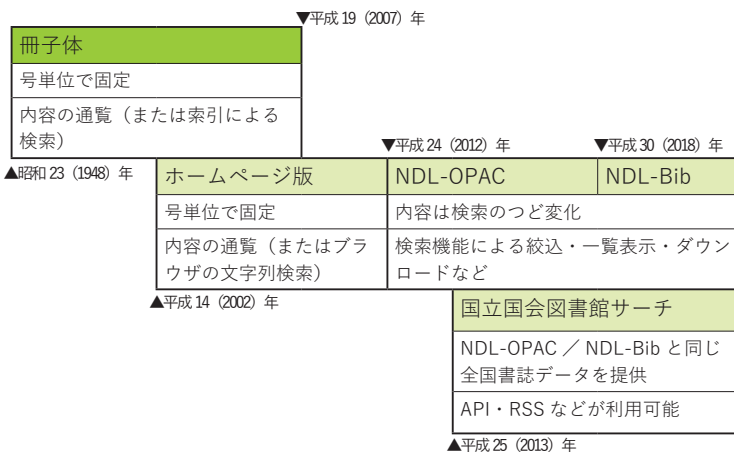 ▼平成 19（2007）年
冊子体
号単位で固定
内容の通覧（または索引による
検索）
▲昭和 23（1948）年
▼平成 24（2012）年
▼平成 30（2018）年
ホームページ版
NDL-OPAC
NDL-Bib
号単位で固定
内容は検索のつど変化
内容の通覧（またはブラ
ウザの文字列検索）
検索機能による絞込・一覧表示・ダウン
ロードなど
▲平成 14（2002）年
国立国会図書館サーチ
NDL-OPAC ／ NDL-Bib と同じ
全国書誌データを提供
API・RSS などが利用可能
▲平成 25（2013）年